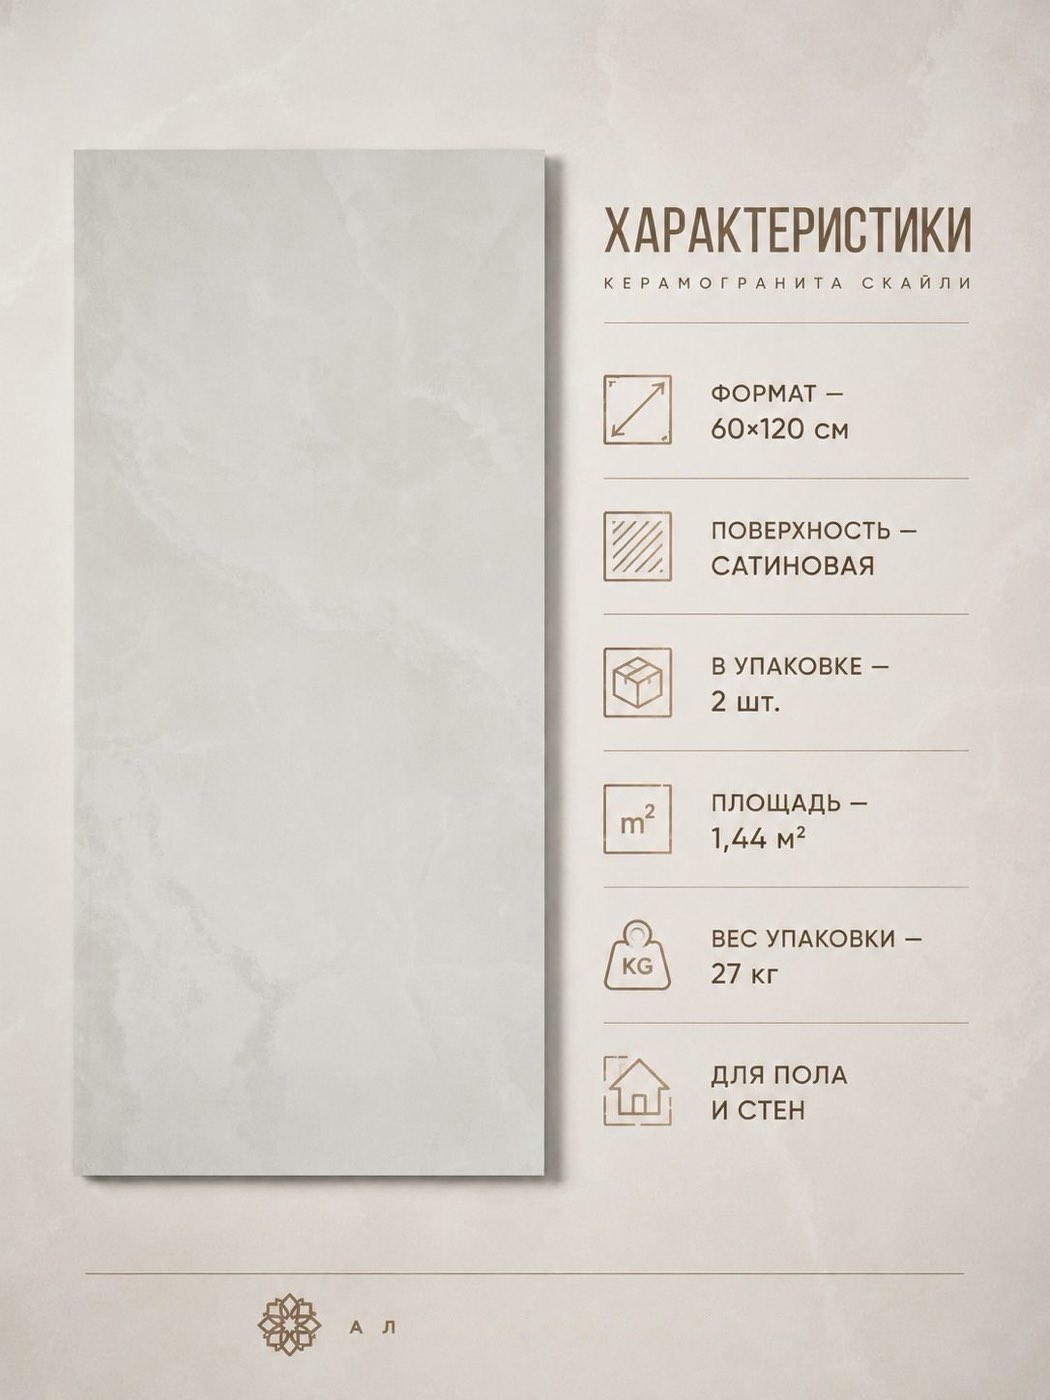 ХАРАКТЕРИСТИКИ
КЕРАМОГРАНИТА СКАЙЛИ
ФОРМАТ –
60×120 см
ПОВЕРХНОСТЬ –
САТИНОВАЯ
В УПАКОВКЕ –
2 шт.
m²
ПЛОЩАДЬ –
1,44 м²
KG
ВЕС УПАКОВКИ –
27 кг
ДЛЯ ПОЛА
И СТЕН
А Л